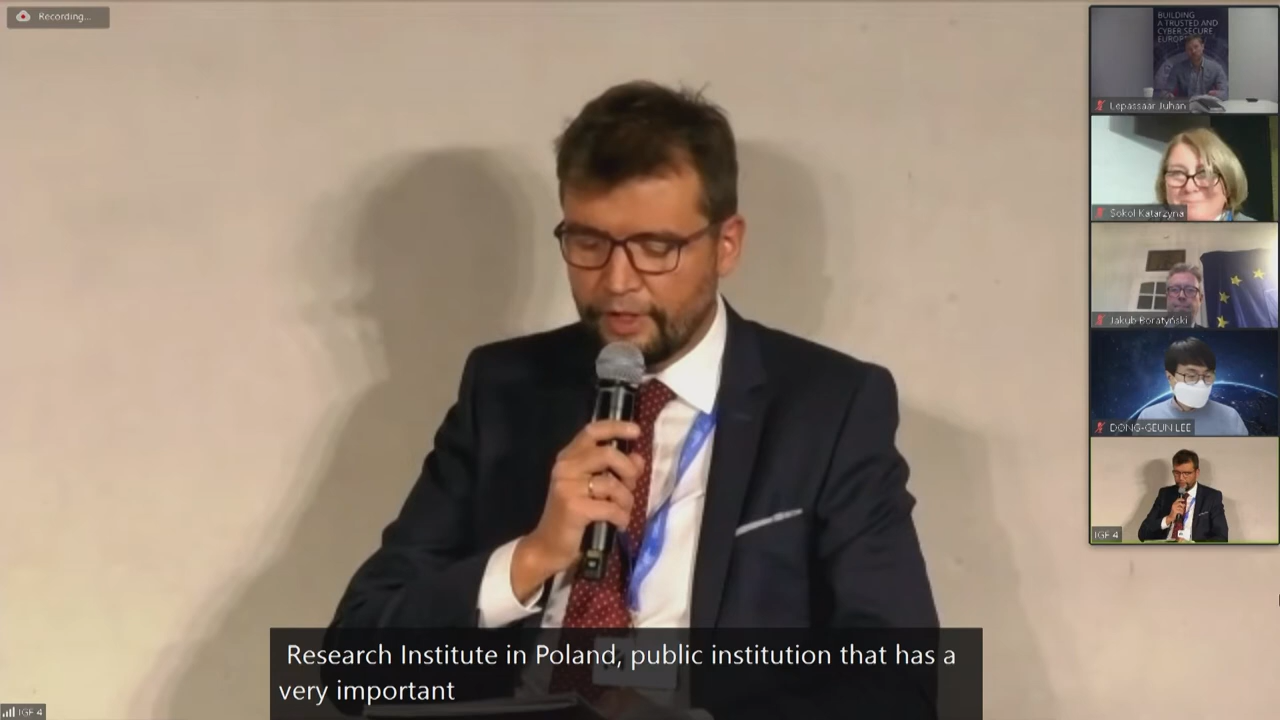 Recording...
BUILDING
A TRUSTED AND
CYBER SECURE
EUROPE
Lepassaar Juhan
Sokol Katarzyna
Jakub Boratyński
DONG-GEUN LEE
IGF 4
Research Institute in Poland, public institution that has a
very important
IGF 4